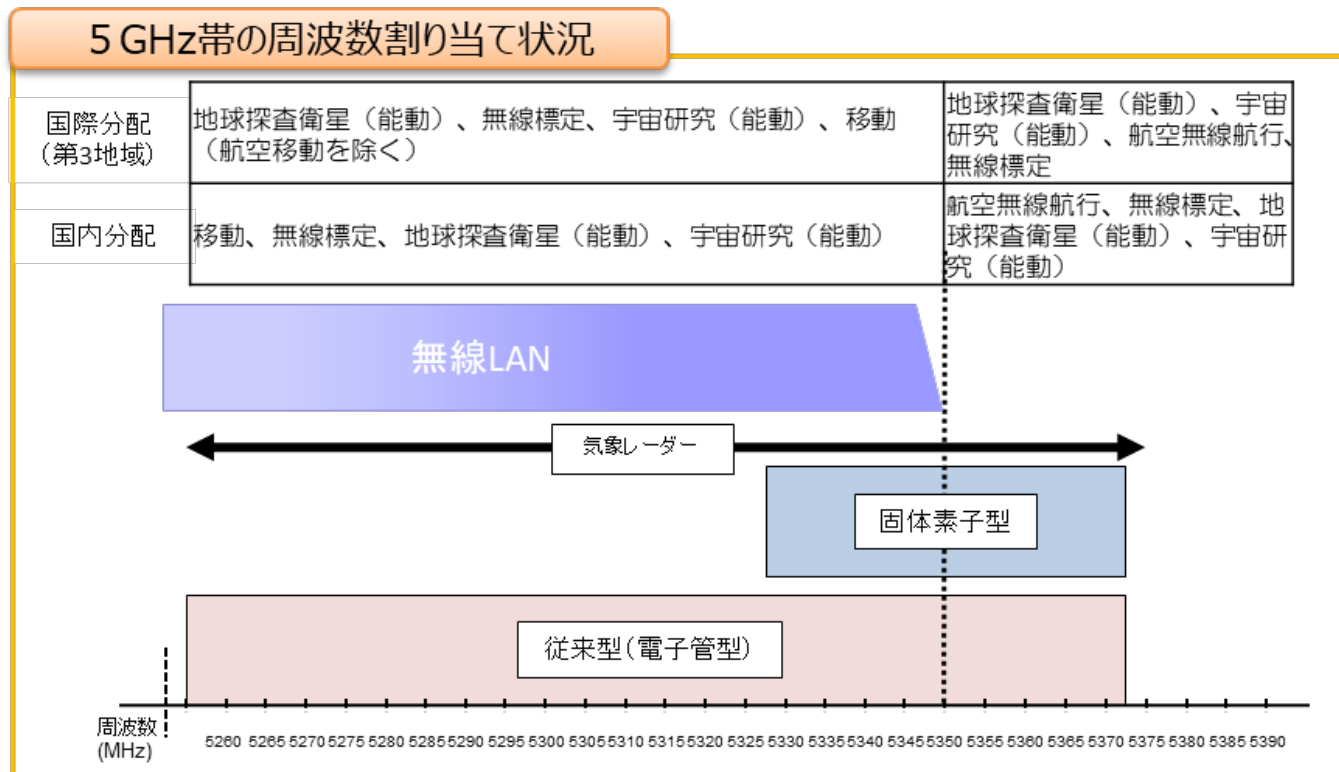 5 GHz帯の周波数割り当て状況
国際分配
(第3地域)
地球探査衛星（能動）、無線標定、宇宙研究（能動）、移動
（航空移動を除く）
地球探査衛星（能動）、宇宙
研究（能動）、航空無線航行、
無線標定
国内分配
移動、無線標定、地球探査衛星（能動）、宇宙研究（能動）
航空無線航行、無線標定、地
球探査衛星（能動）、宇宙研
究（能動）
無線LAN
気象レーダー
固体素子型
従来型(電子管型)
周波数
(MHz)
5260 5265 5270 5275 5280 5285 5290 5295 5300 5305 5310 5315 5320 5325 5330 5335 5340 5345 5350 5355 5360 5365 5370 5375 5380 5385 5390